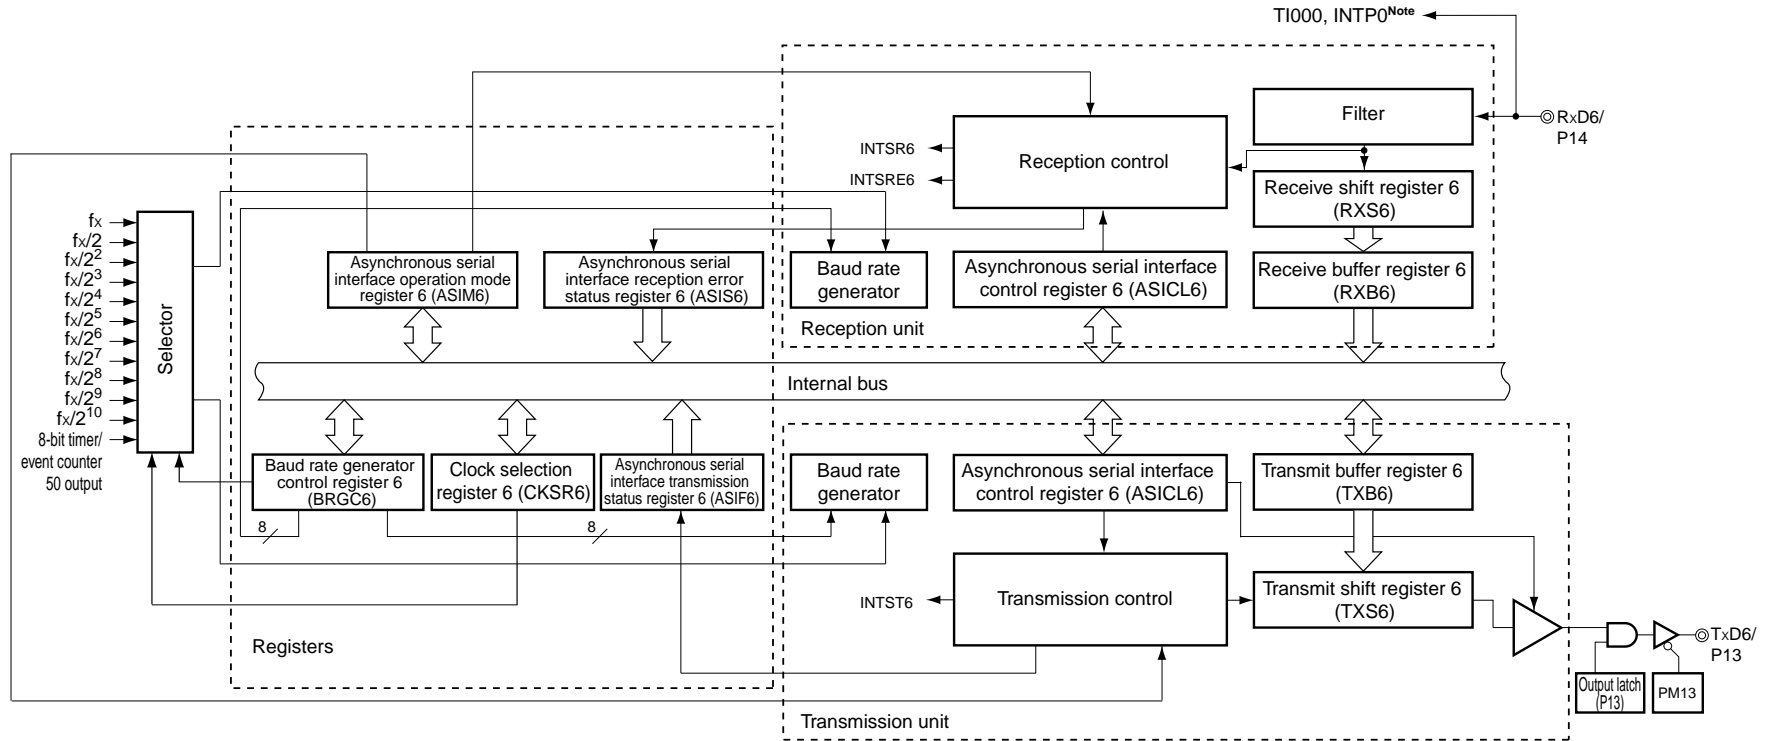 TI000, INTP0Note
Filter
RxD6/
P14
Reception control
INTSR6
INTSRE6
Receive shift register 6
(RXS6)
fX
fX/2
fX/2²
fX/2³
fX/2⁴
fX/2⁵
fX/2⁶
fX/2⁷
fX/2⁸
fX/2⁹
fX/2¹⁰
8-bit timer/
event counter
50 output
Selector
Asynchronous serial
interface operation mode
register 6 (ASIM6)
Asynchronous serial
interface reception error
status register 6 (ASIS6)
Baud rate
generator
Asynchronous serial interface
control register 6 (ASICL6)
Receive buffer register 6
(RXB6)
Reception unit
Internal bus
Baud rate generator
control register 6
(BRGC6)
Clock selection
register 6 (CKSR6)
Asynchronous serial
interface transmission
status register 6 (ASIF6)
Baud rate
generator
Asynchronous serial interface
control register 6 (ASICL6)
Transmit buffer register 6
(TXB6)
8
8
INTST6
Transmission control
Transmit shift register 6
(TXS6)
Registers
TxD6/
P13
Output latch
(P13)
PM13
Transmission unit